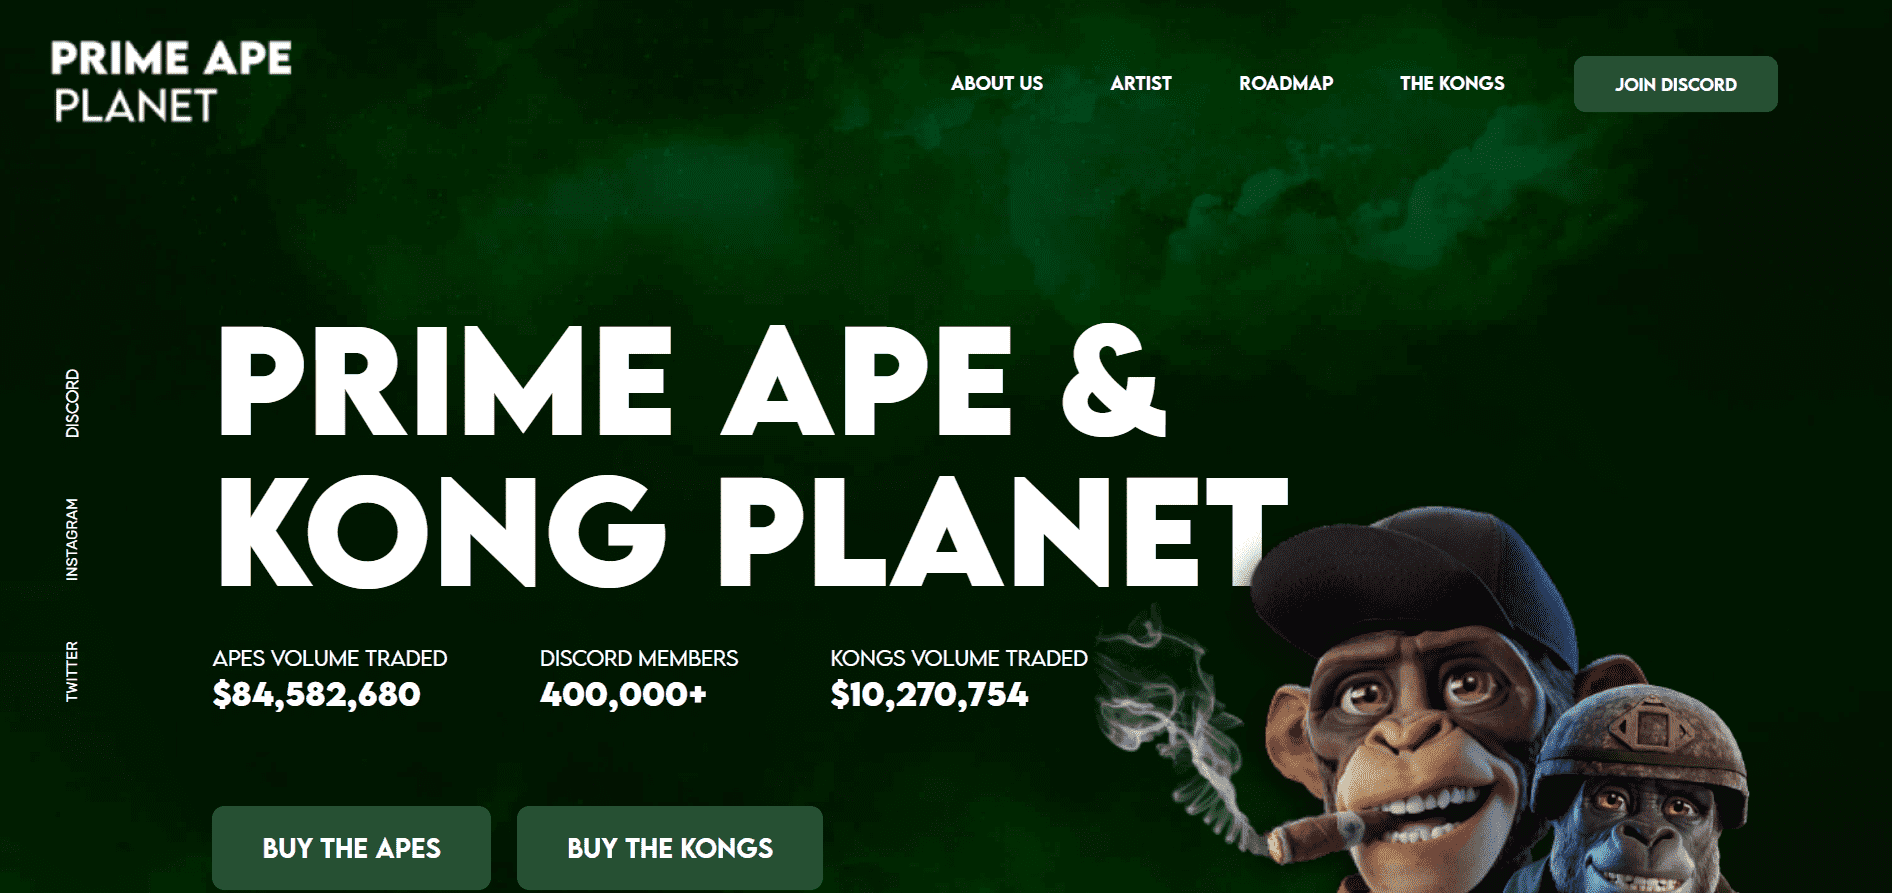 PRIME APE
PLANET
ABOUT US
ARTIST
ROADMAP
THE KONGS
JOIN DISCORD
PRIME APE &
KONG PLANET
DISCORD
INSTAGRAM
TWITTER
APES VOLUME TRADED
$84,582,680
DISCORD MEMBERS
400,000+
KONGS VOLUME TRADED
$10,270,754
BUY THE APES
BUY THE KONGS